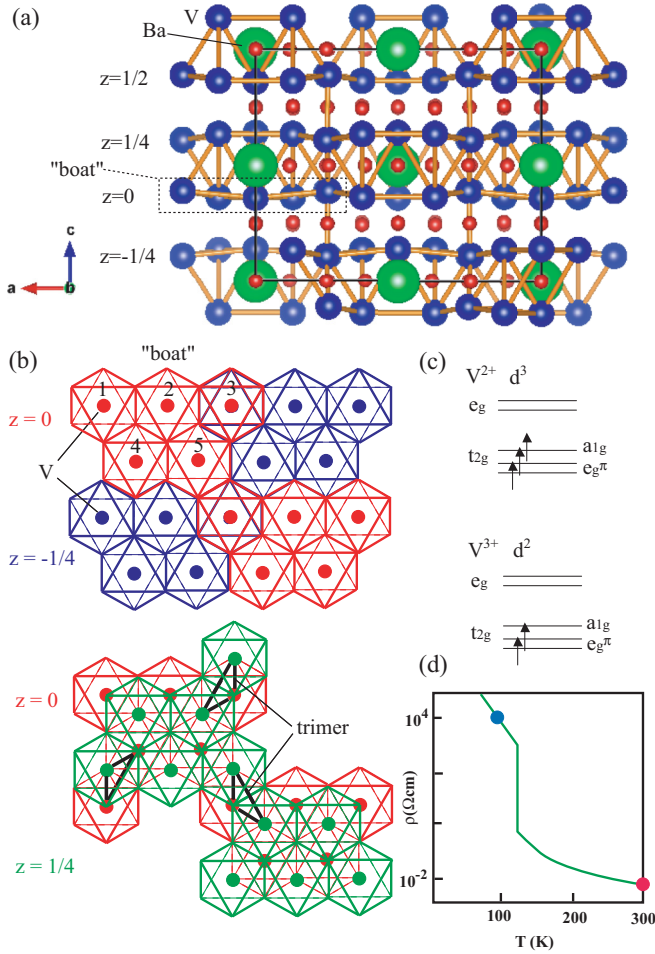 (a)
V
Ba
z=1/2
z=1/4
"boat"
z=0
z=-1/4
c
a
b
(b)
"boat"
1 2 3
z = 0
4 5
V
z = -1/4
z = 0
trimer
z = 1/4
(c)
V2+ d3
eg
t2g
a1g
egπ
V3+ d2
eg
t2g
a1g
egπ
(d)
10^4
ρ(Ωcm)
10^-2
100 200 300
T (K)